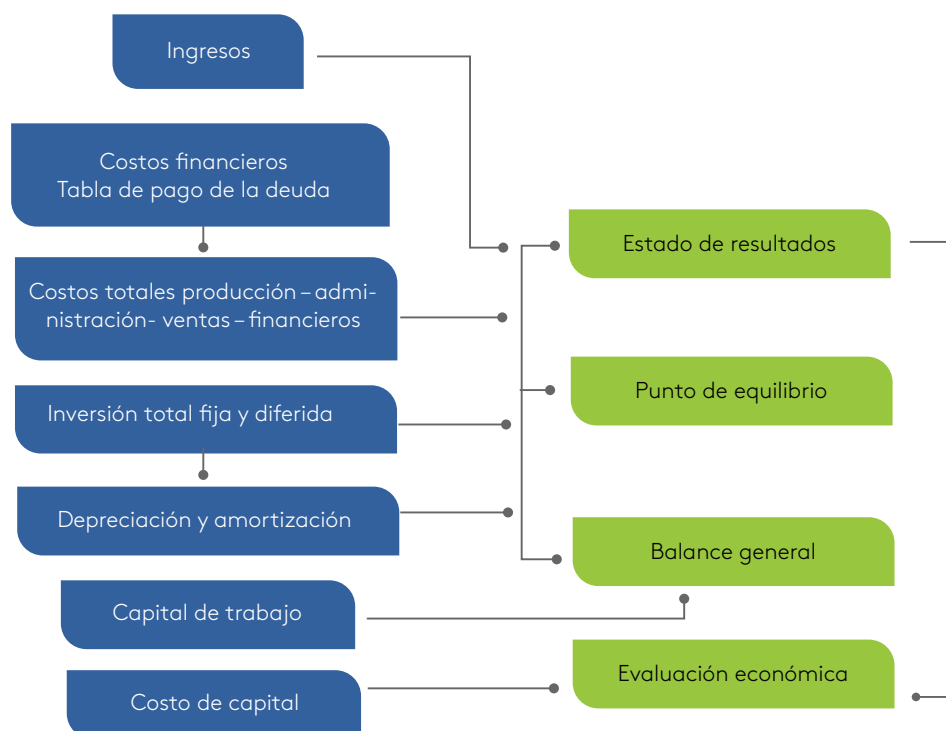 Ingresos
Costos financieros
Tabla de pago de la deuda
Costos totales producción – admi-
nistración- ventas – financieros
Inversión total fija y diferida
Depreciación y amortización
Capital de trabajo
Costo de capital
Estado de resultados
Punto de equilibrio
Balance general
Evaluación económica